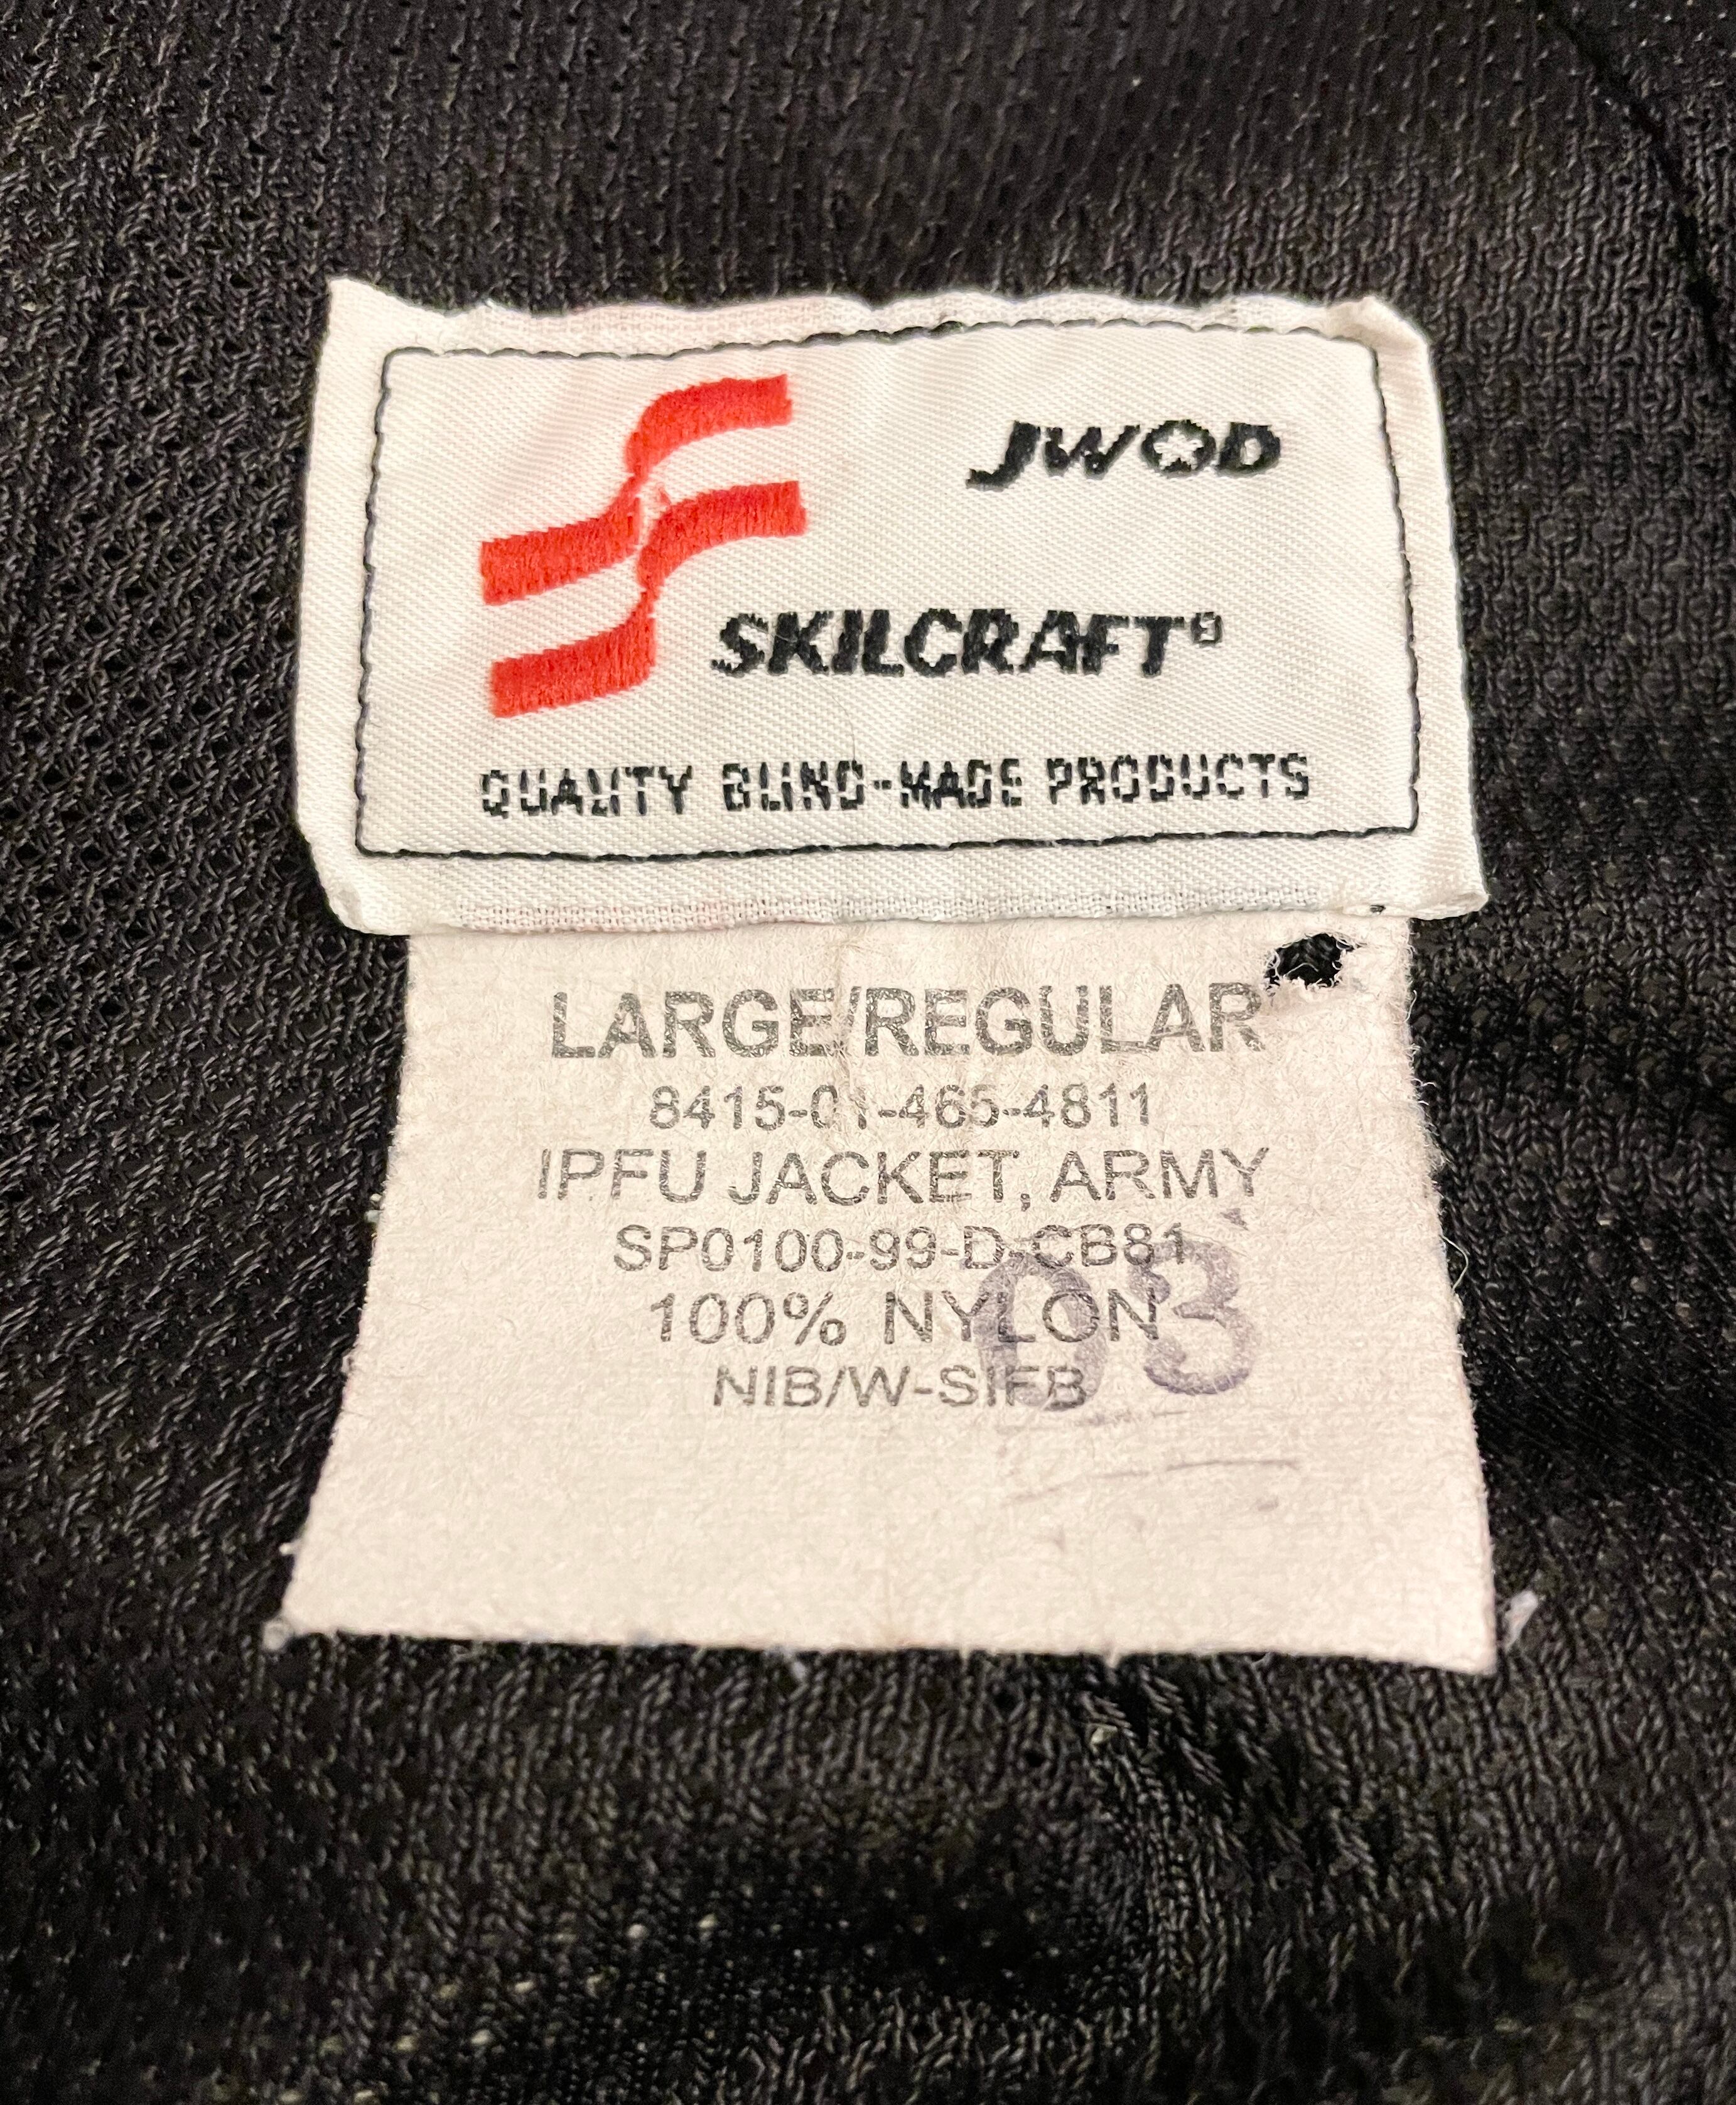 JWOD
SKILCRAFT®
QUALITY BLIND-MADE PRODUCTS
LARGE/REGULAR
8415-01-465-4811
IPFU JACKET, ARMY
SP0100-99-D-CB81
100% NYLON
NIB/W-SIFB
03